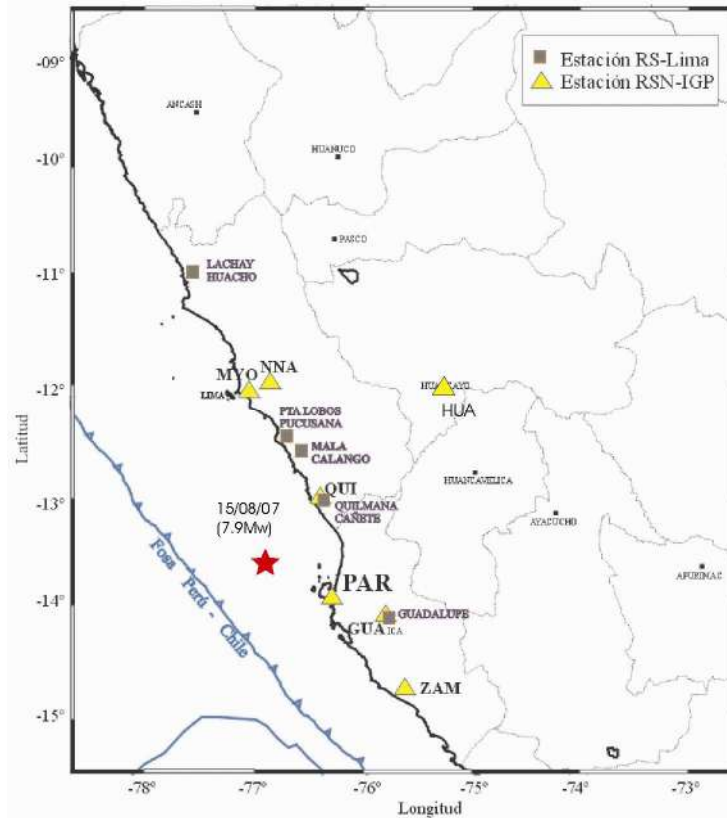 -09°
-10°
-11°
-12°
-13°
-14°
-15°
Latitud
Estación RS-Lima
Estación RSN-IGP
ANCASH
HUANUCO
PASCO
LACHAY
HUACHO
MYO
NNA
LIMA
HUA
PTA LOBOS
PUCUSANA
MALA
CALANGO
HUANCAVELICA
QUI
QUILMANA
CAÑETE
AYACUCHO
15/08/07
(7.9Mw)
APURIMAC
PAR
GUADALUPE
GUA
ICA
ZAM
Fosa Perú - Chile
-78°
-77°
-76°
-75°
-74°
-73°
Longitud